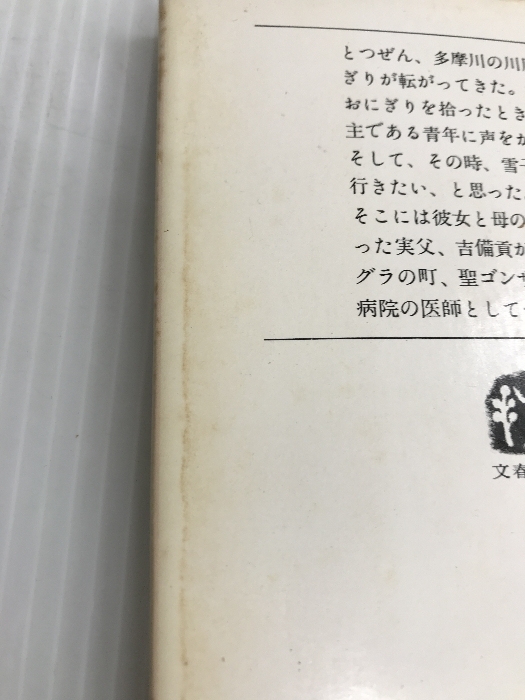 とつぜん、多摩川の川
ぎりが転がってきた。
おにぎりを拾ったとき
主である青年に声をか
そして、その時、雪子
行きたい、と思った
そこには彼女と母の
った実父、吉備貢が
グラの町、聖ゴンサ
病院の医師として
文春